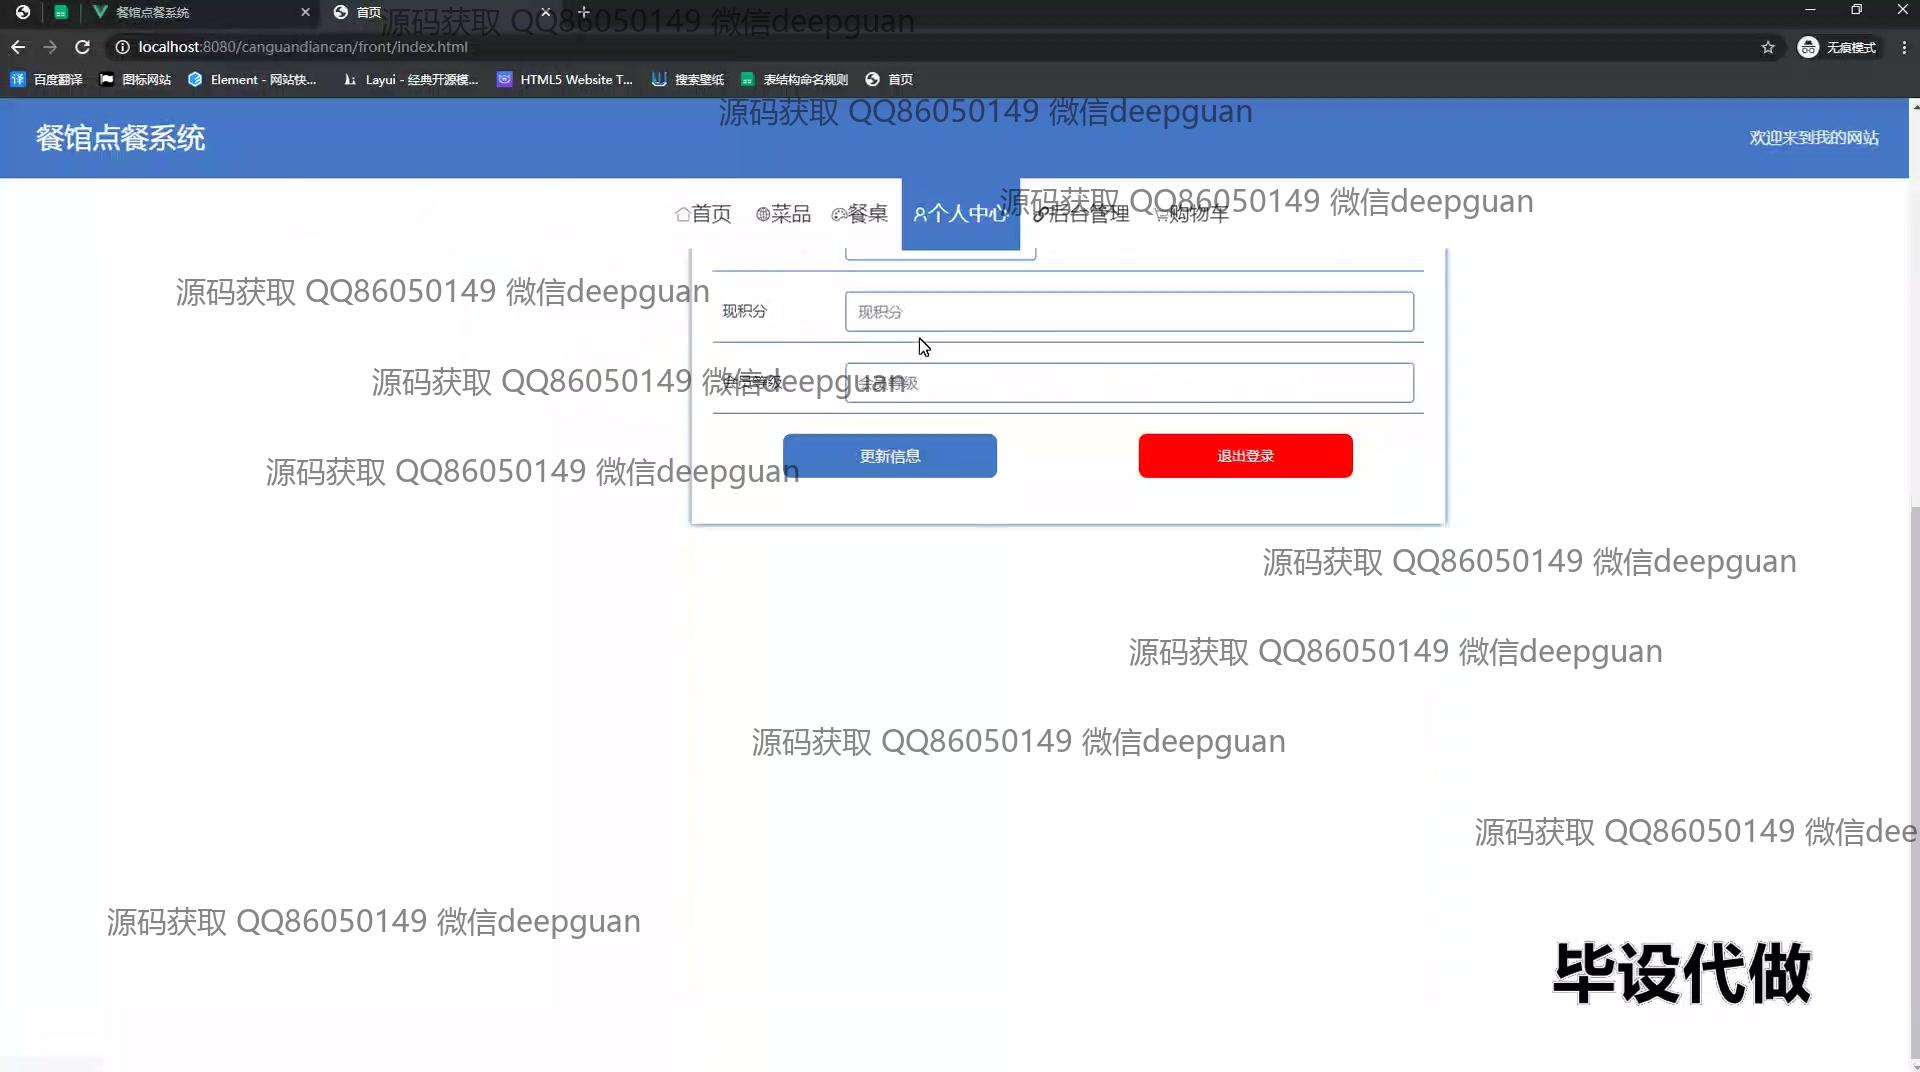 餐馆点餐系统
首页
源码获取 QQ86050149 微信deepguan
localhost:8080/canguandiancan/front/index.html
无痕模式
百度翻译
图标网站
Element - 网站快...
Layui - 经典开源模...
HTML5 Website T...
搜索壁纸
表结构命名规则
首页
源码获取 QQ86050149 微信deepguan
餐馆点餐系统
欢迎来到我的网站
源码获取 QQ86050149 微信deepguan
首页
菜品
餐桌
个人中心
后台管理
购物车
源码获取 QQ86050149 微信deepguan
现积分
现积分
源码获取 QQ86050149 微信deepguan
会员等级
会员等级
源码获取 QQ86050149 微信deepguan
更新信息
退出登录
源码获取 QQ86050149 微信deepguan
源码获取 QQ86050149 微信deepguan
源码获取 QQ86050149 微信deepguan
源码获取 QQ86050149 微信dee
源码获取 QQ86050149 微信deepguan
毕设代做